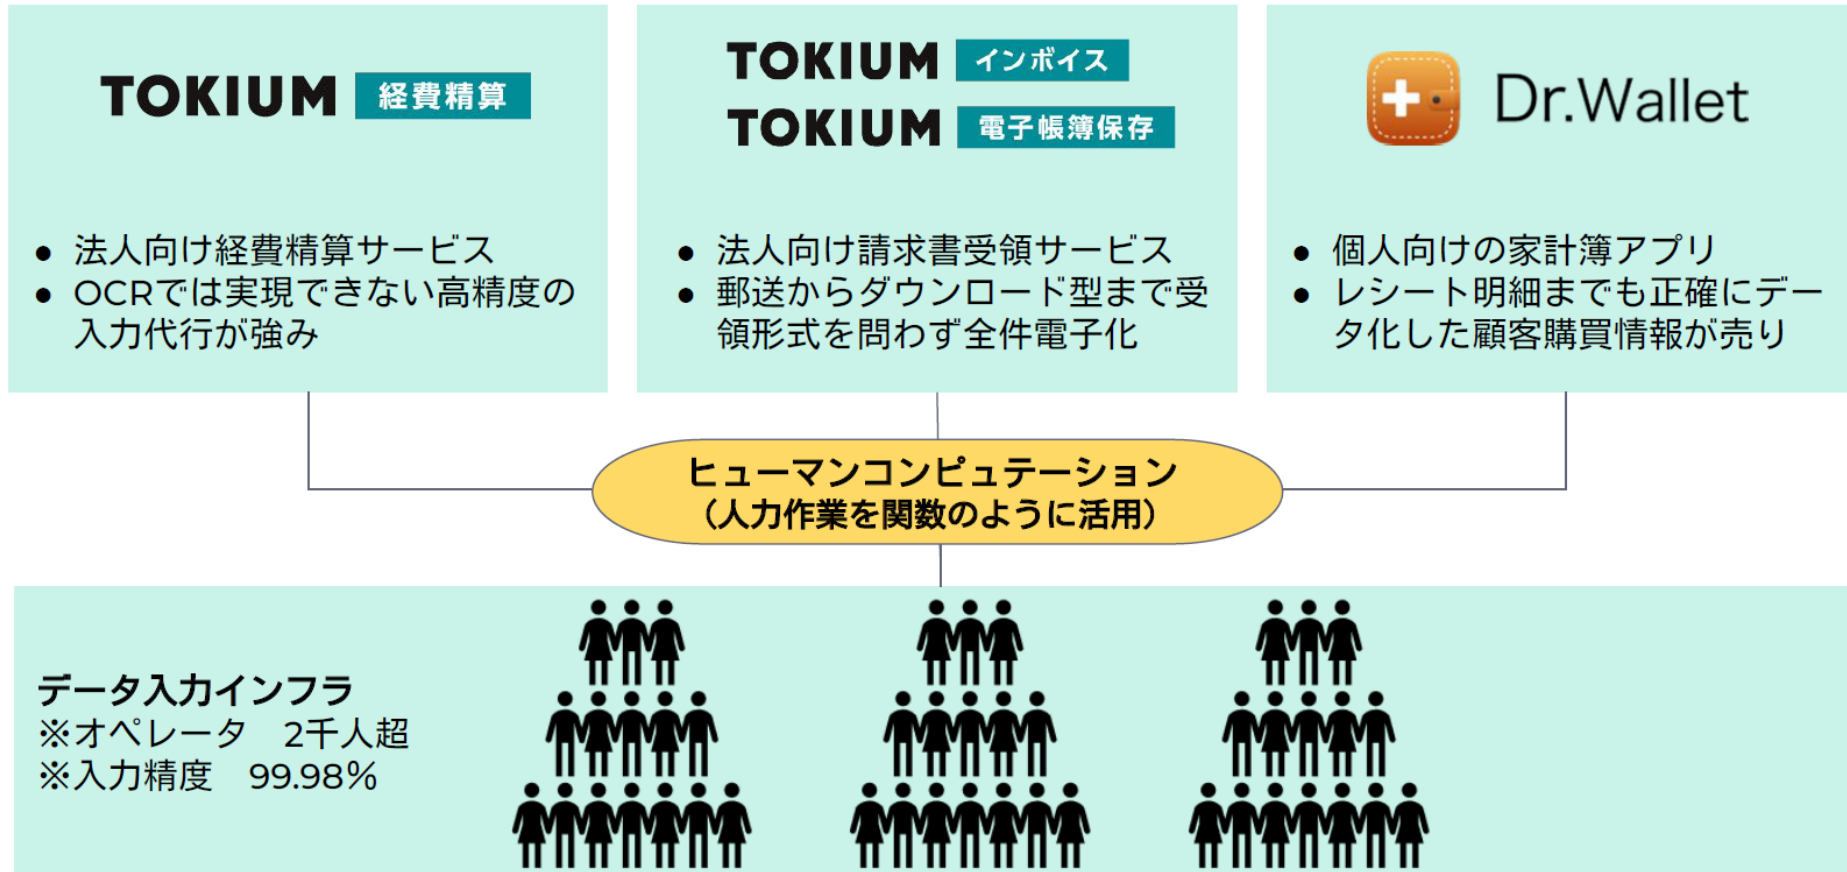 TOKIUM 経費精算
● 法人向け経費精算サービス
● OCRでは実現できない高精度の
入力代行が強み
TOKIUM インボイス
TOKIUM 電子帳簿保存
● 法人向け請求書受領サービス
● 郵送からダウンロード型まで受
領形式を問わず全件電子化
Dr.Wallet
● 個人向けの家計簿アプリ
● レシート明細までも正確にデー
タ化した顧客購買情報が売り
ヒューマンコンピュテーション
（人力作業を関数のように活用）
データ入力インフラ
※オペレータ　2千人超
※入力精度　99.98%